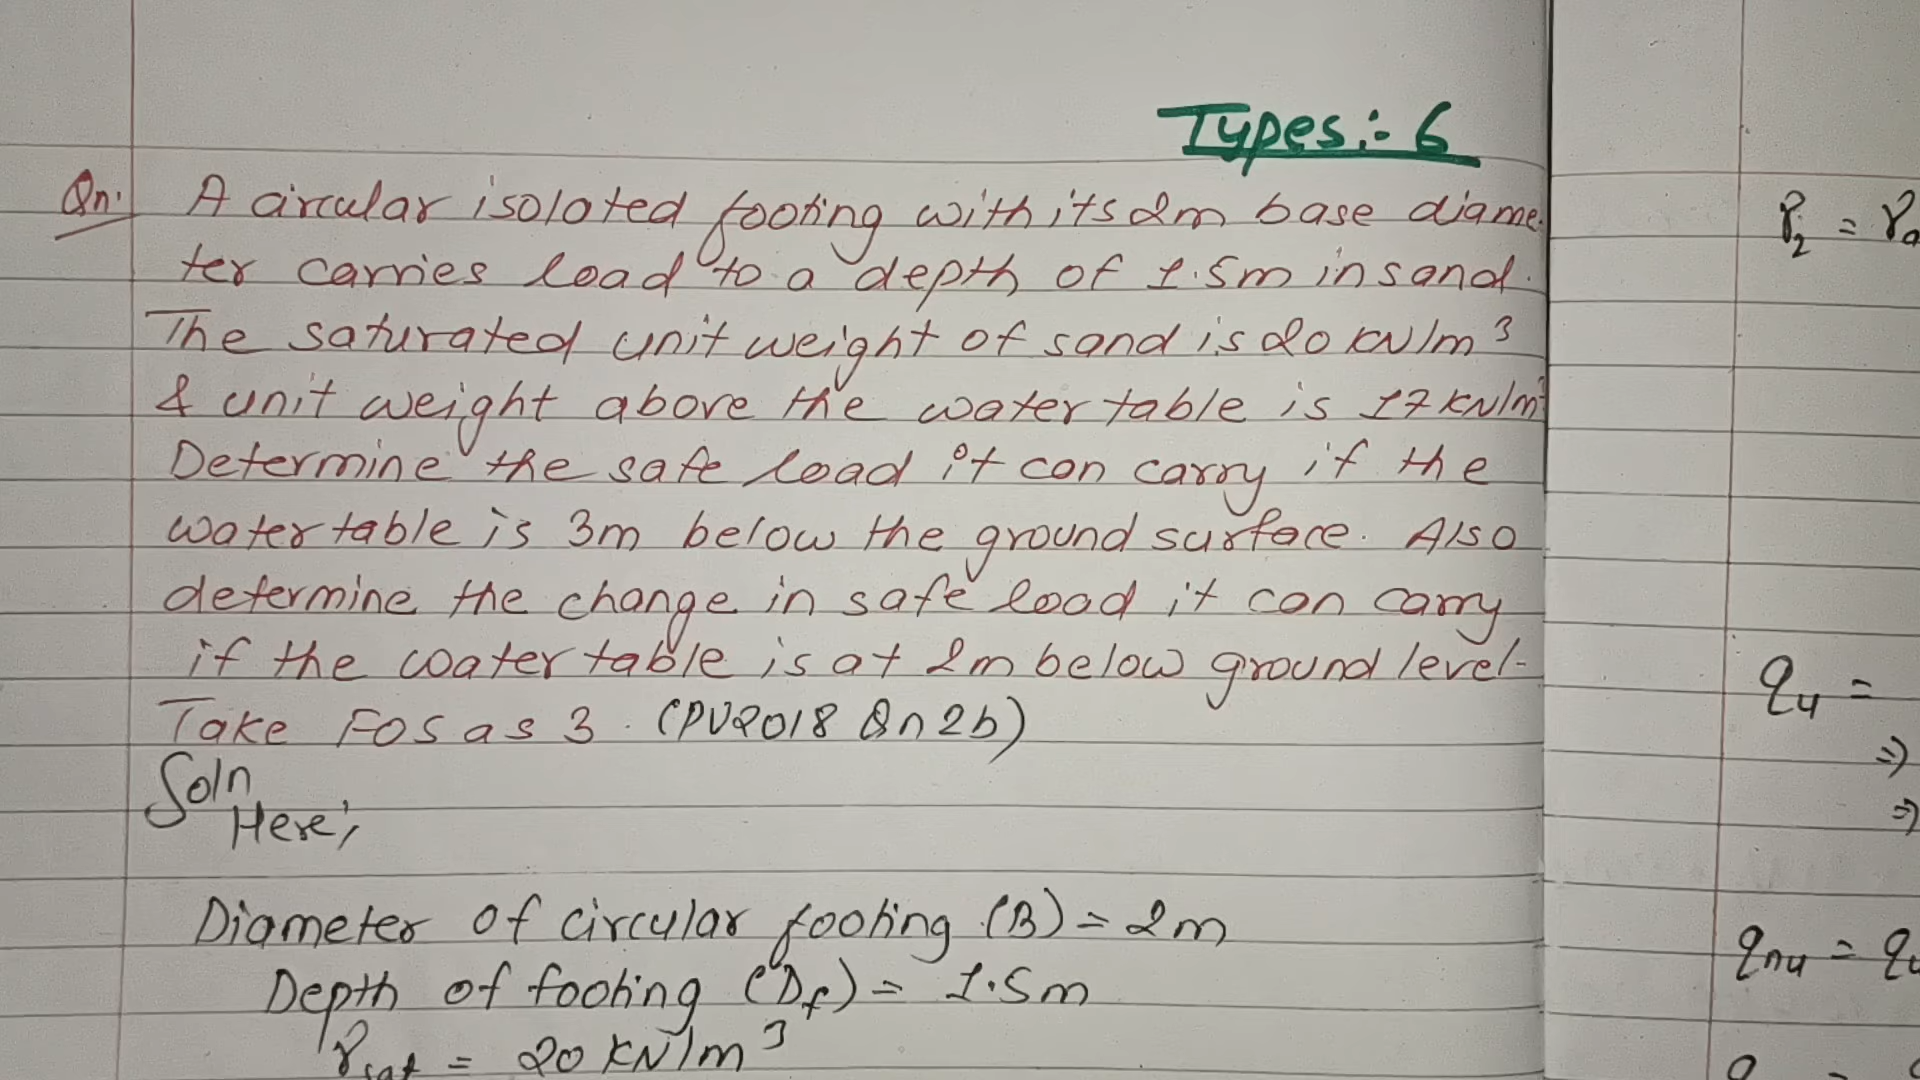 Types:- 6
Qn. A circular isolated footing with its 2m base diame-
ter carries load to a depth of 1.5m in sand.
The saturated unit weight of sand is 20 kN/m³
& unit weight above the water table is 17 kN/m³
Determine the safe load it can carry if the
water table is 3m below the ground surface. Also
determine the change in safe load it can carry
if the water table is at 2m below ground level.
Take FOS as 3. (PU2018 Qn2b)
Soln
Here,
Diameter of circular footing (B) = 2m
Depth of footing (Df) = 1.5m
γsat = 20 kN/m³
γ₂ =
qu =
⇒
⇒
qnu =